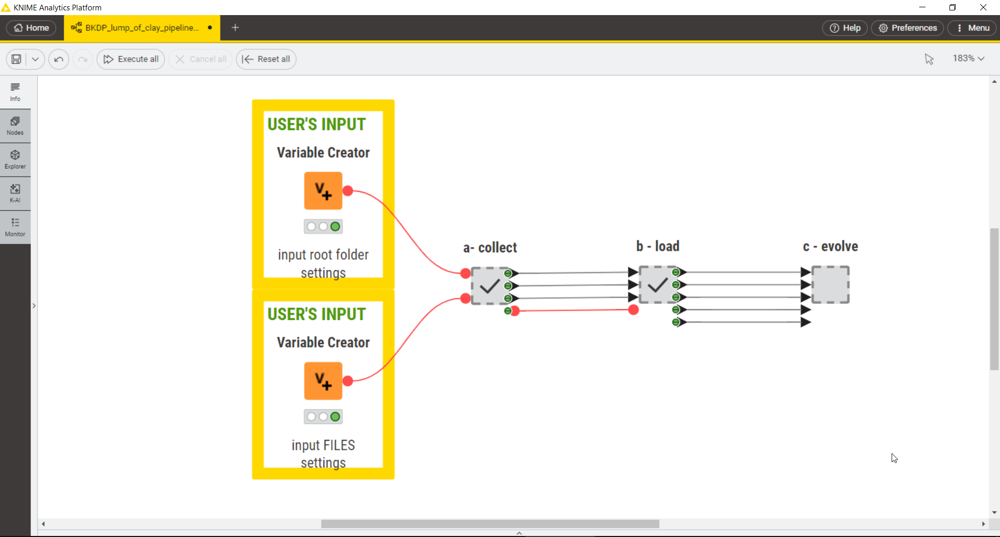 KNIME Analytics Platform
Home
BKDP_lump_of_clay_pipeline...
Help
Preferences
Menu
Execute all
Cancel all
Reset all
183%
Info
Nodes
Explorer
K-AI
Monitor
USER'S INPUT
Variable Creator
V+
input root folder
settings
USER'S INPUT
Variable Creator
V+
input FILES
settings
a- collect
b - load
c - evolve